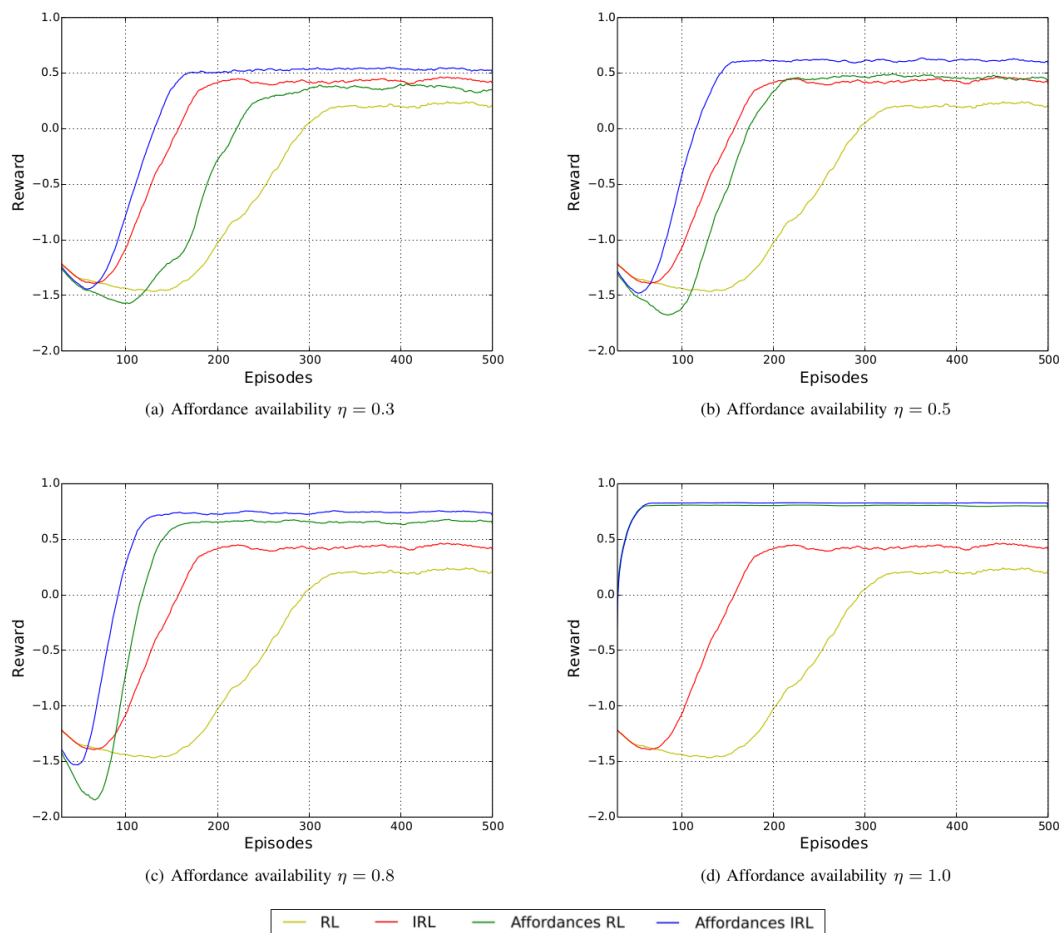 1.0
0.5
0.0
−0.5
−1.0
−1.5
−2.0
Reward
100 200 300 400 500
Episodes
(a) Affordance availability η = 0.3
1.0
0.5
0.0
−0.5
−1.0
−1.5
−2.0
Reward
100 200 300 400 500
Episodes
(b) Affordance availability η = 0.5
1.0
0.5
0.0
−0.5
−1.0
−1.5
−2.0
Reward
100 200 300 400 500
Episodes
(c) Affordance availability η = 0.8
1.0
0.5
0.0
−0.5
−1.0
−1.5
−2.0
Reward
100 200 300 400 500
Episodes
(d) Affordance availability η = 1.0
RL IRL Affordances RL Affordances IRL